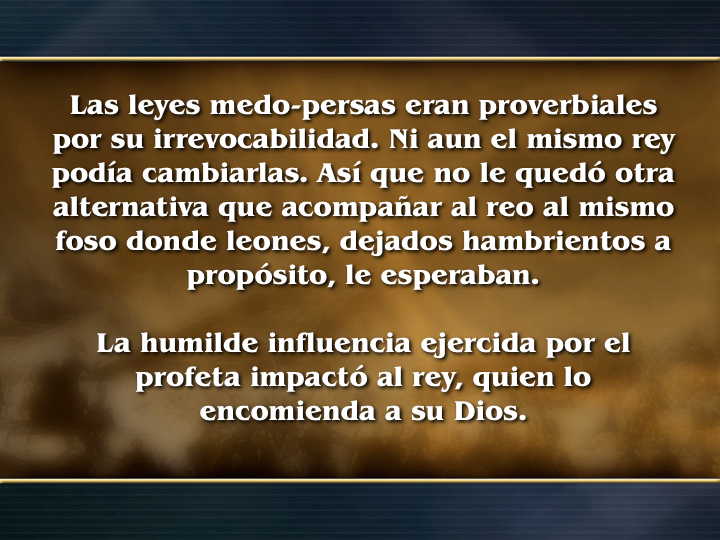 Las leyes medo-persas eran proverbiales
por su irrevocabilidad. Ni aun el mismo rey
podía cambiarlas. Así que no le quedó otra
alternativa que acompañar al reo al mismo
foso donde leones, dejados hambrientos a
propósito, le esperaban.
La humilde influencia ejercida por el
profeta impactó al rey, quien lo
encomienda a su Dios.